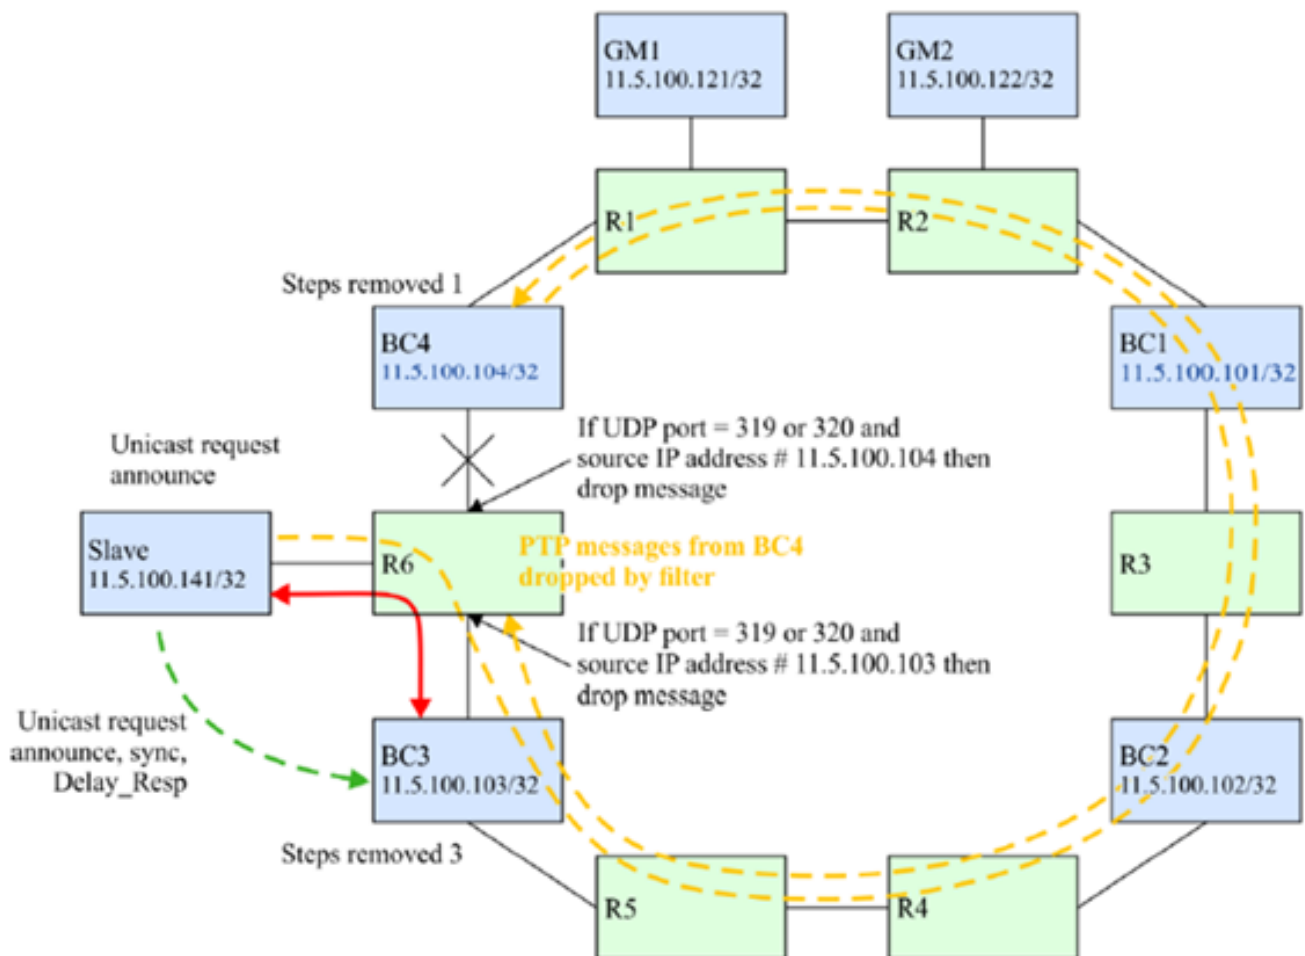 GM1
11.5.100.121/32
GM2
11.5.100.122/32
R1
R2
Steps removed 1
BC4
11.5.100.104/32
BC1
11.5.100.101/32
Unicast request
announce
If UDP port = 319 or 320 and
source IP address # 11.5.100.104 then
drop message
Slave
11.5.100.141/32
R6
PTP messages from BC4
dropped by filter
R3
If UDP port = 319 or 320 and
source IP address # 11.5.100.103 then
drop message
Unicast request
announce, sync,
Delay_Resp
BC3
11.5.100.103/32
BC2
11.5.100.102/32
Steps removed 3
R5
R4